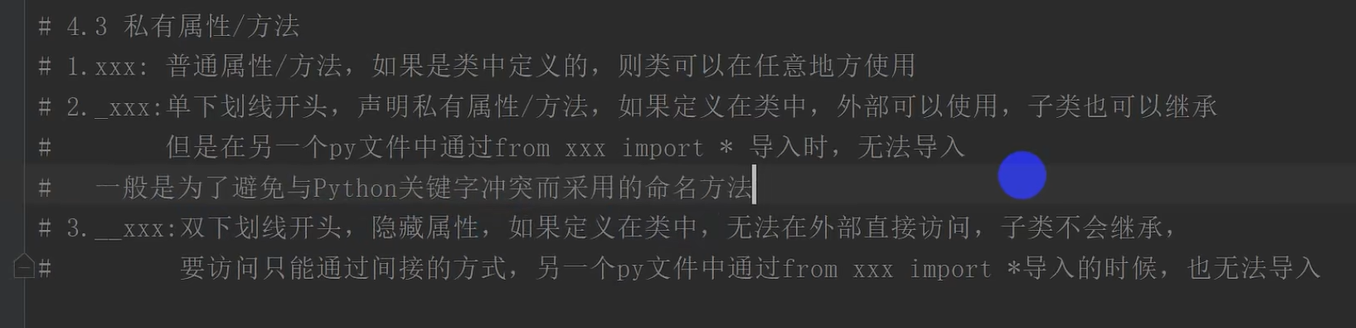 # 4.3 私有属性/方法
# 1.xxx: 普通属性/方法，如果是类中定义的，则类可以在任意地方使用
# 2._xxx:单下划线开头，声明私有属性/方法，如果定义在类中，外部可以使用，子类也可以继承
#        但是在另一个py文件中通过from xxx import * 导入时，无法导入
#   一般是为了避免与Python关键字冲突而采用的命名方法
# 3.__xxx:双下划线开头，隐藏属性，如果定义在类中，无法在外部直接访问，子类不会继承，
#         要访问只能通过间接的方式，另一个py文件中通过from xxx import *导入的时候，也无法导入